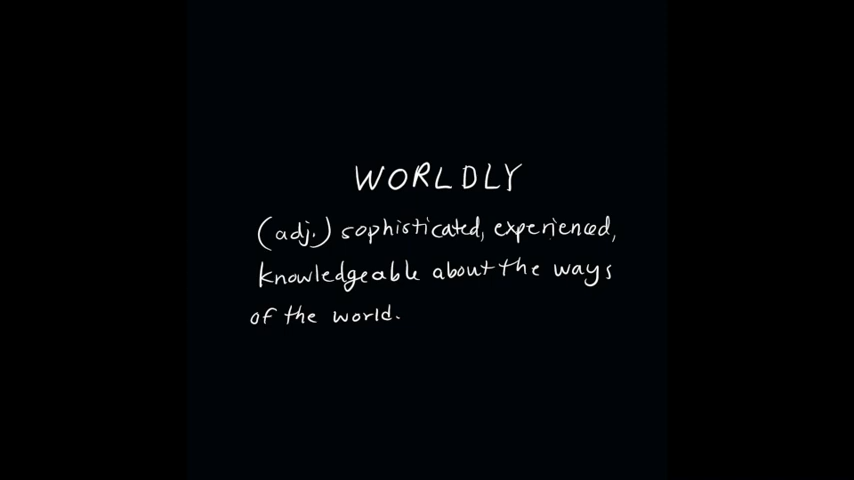 WORLDLY
(adj.) sophisticated, experienced,
knowledgeable about the ways
of the world.